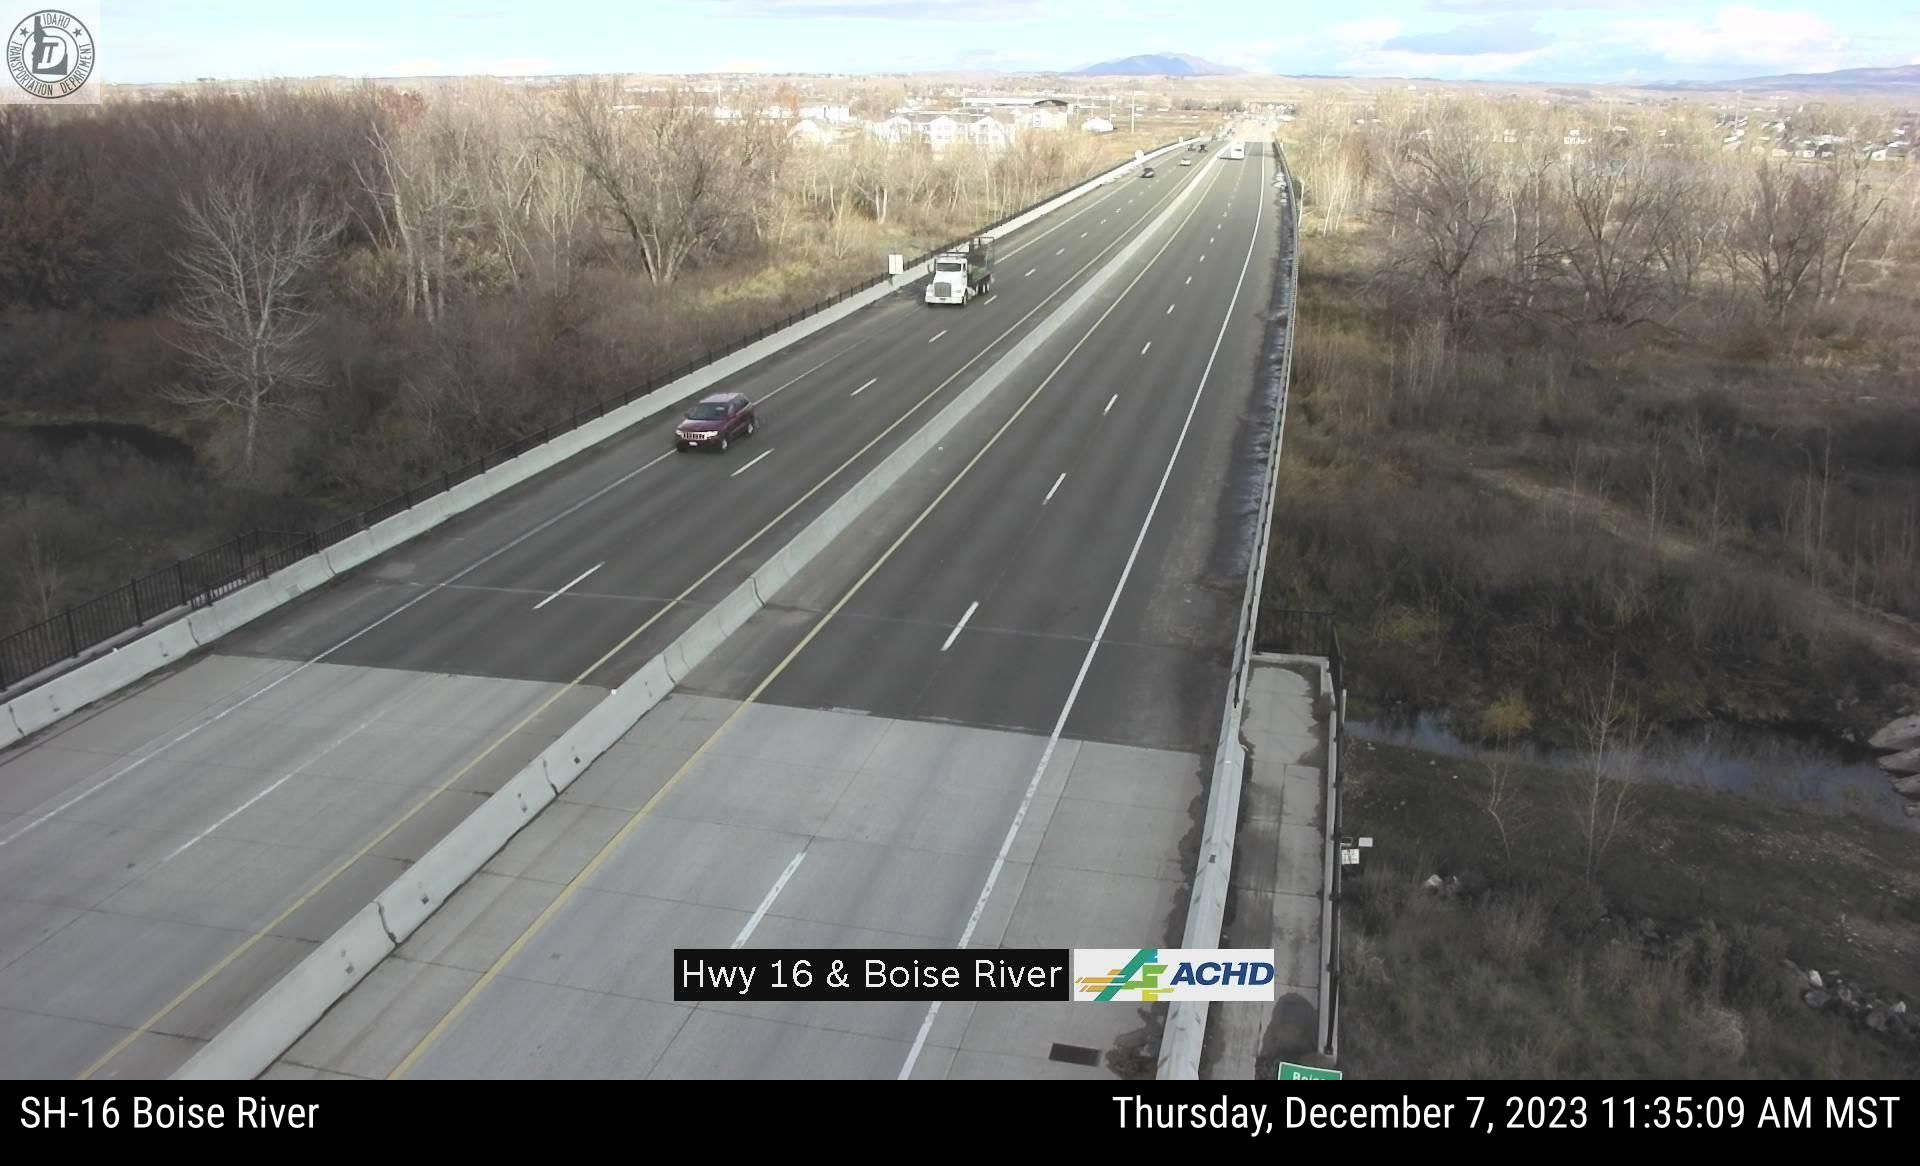 IDAHO
TRANSPORTATION DEPARTMENT
Hwy 16 & Boise River
ACHD
SH-16 Boise River
Thursday, December 7, 2023 11:35:09 AM MST